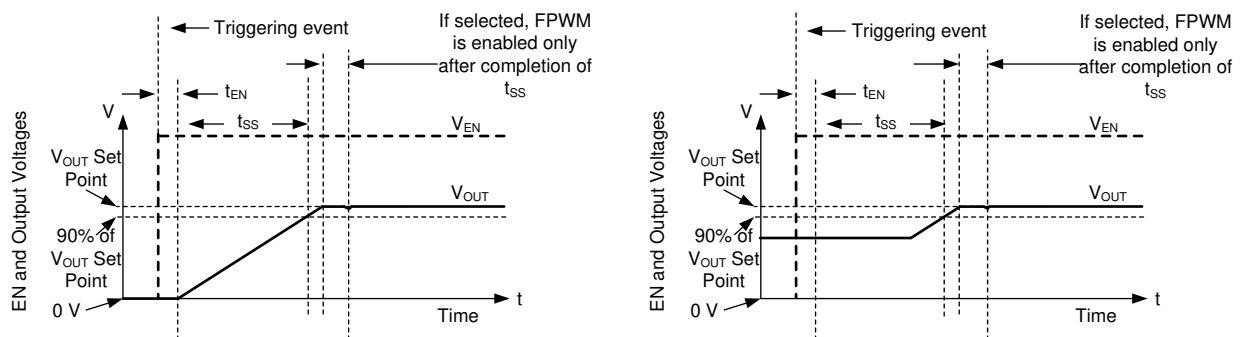 Triggering event
If selected, FPWM
is enabled only
after completion of
tSS
tEN
V
tSS
VEN
EN and Output Voltages
VOUT Set
Point
VOUT
90% of
VOUT Set
Point
0 V
t
Time
Triggering event
If selected, FPWM
is enabled only
after completion of
tSS
tEN
V
tSS
VEN
EN and Output Voltages
VOUT Set
Point
VOUT
90% of
VOUT Set
Point
0 V
t
Time